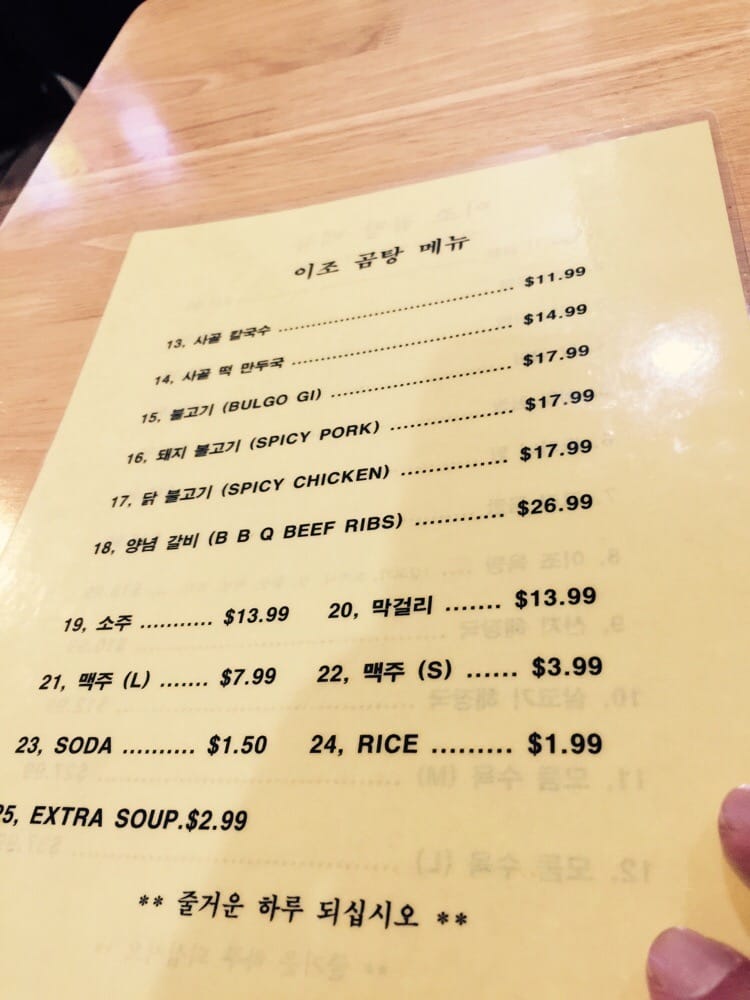 이조 곰탕 메뉴
13, 사골 칼국수 ........................................ $11.99
14, 사골 떡 만두국 ..................................... $14.99
15, 불고기 (BULGO GI) .............................. $17.99
16, 돼지 불고기 (SPICY PORK) .................... $17.99
17, 닭 불고기 (SPICY CHICKEN) ................ $17.99
18, 양념 갈비 (B B Q BEEF RIBS) ............ $26.99
19, 소주 ........... $13.99 20, 막걸리 ....... $13.99
21, 맥주 (L) ....... $7.99 22, 맥주 (S) ...... $3.99
23, SODA .......... $1.50 24, RICE ......... $1.99
25, EXTRA SOUP.$2.99
** 줄거운 하루 되십시오 **